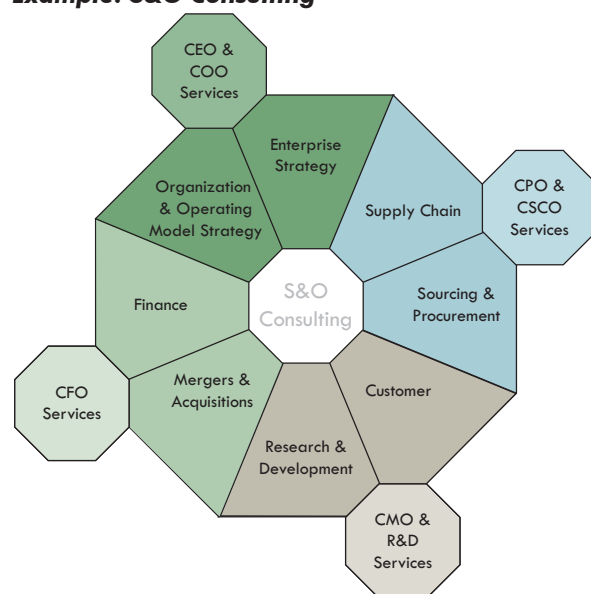 Example: S&O Consulting
CEO &
COO
Services
Enterprise
Strategy
Organization
& Operating
Model Strategy
Supply Chain
CPO &
CSCO
Services
Finance
S&O
Consulting
Sourcing &
Procurement
CFO
Services
Mergers &
Acquisitions
Customer
Research &
Development
CMO &
R&D
Services